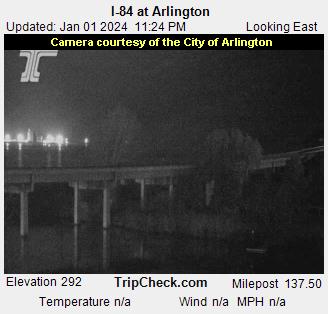 I-84 at Arlington
Updated: Jan 01 2024 11:24 PM Looking East
Camera courtesy of the City of Arlington
Elevation 292 TripCheck.com Milepost 137.50
Temperature n/a Wind n/a MPH n/a